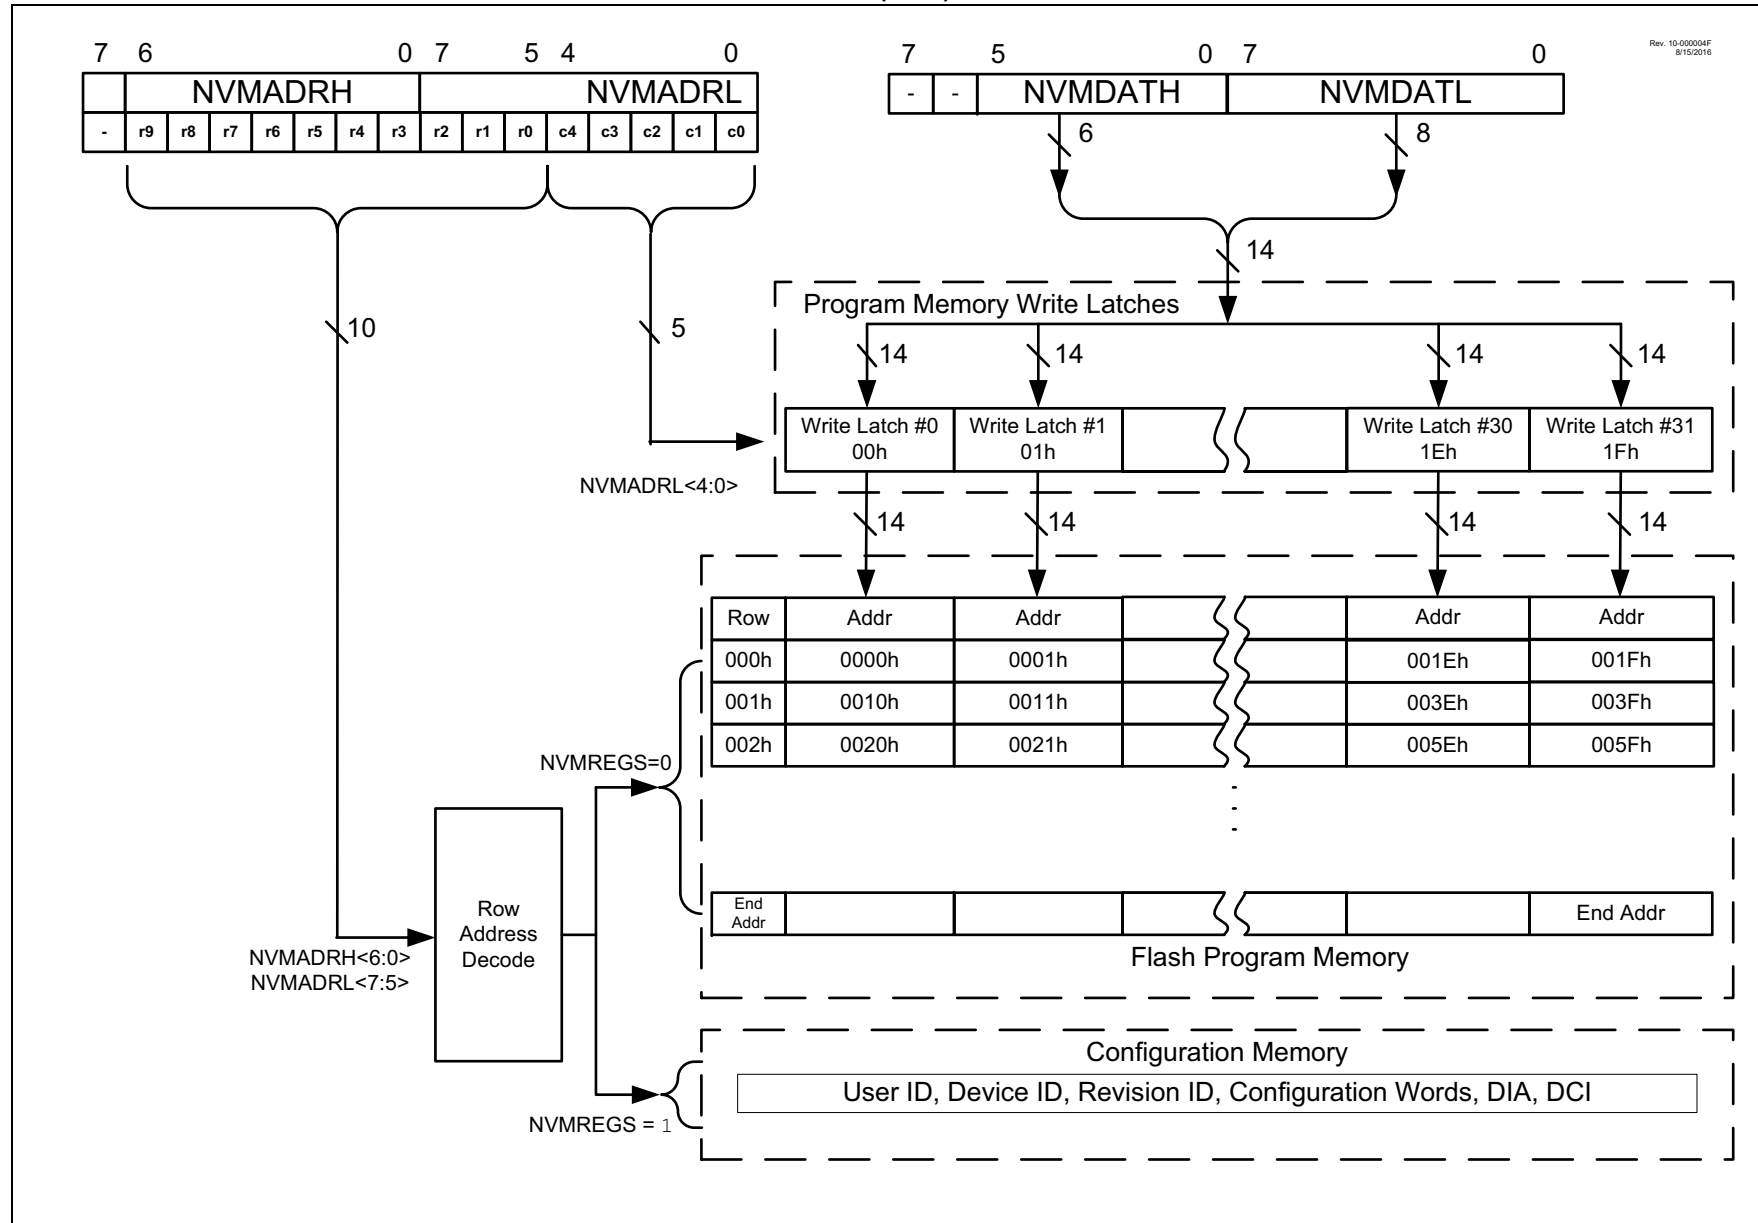 Rev. 10-000004F
8/15/2016
7 6 0 7 5 4 0
7 5 0 7 0
NVMADRH NVMADRL
- - NVMDATH NVMDATL
- r9 r8 r7 r6 r5 r4 r3 r2 r1 r0 c4 c3 c2 c1 c0
6 8
14
Program Memory Write Latches
10 5
14 14 14 14
Write Latch #0 Write Latch #1 Write Latch #30 Write Latch #31
00h 01h 1Eh 1Fh
NVMADRL<4:0>
14 14 14 14
Row Addr Addr Addr Addr
000h 0000h 0001h 001Eh 001Fh
001h 0010h 0011h 003Eh 003Fh
002h 0020h 0021h 005Eh 005Fh
NVMREGS=0
End
Addr
End Addr
Row
Address
Decode
NVMADRH<6:0>
NVMADRL<7:5>
Flash Program Memory
Configuration Memory
User ID, Device ID, Revision ID, Configuration Words, DIA, DCI
NVMREGS = 1